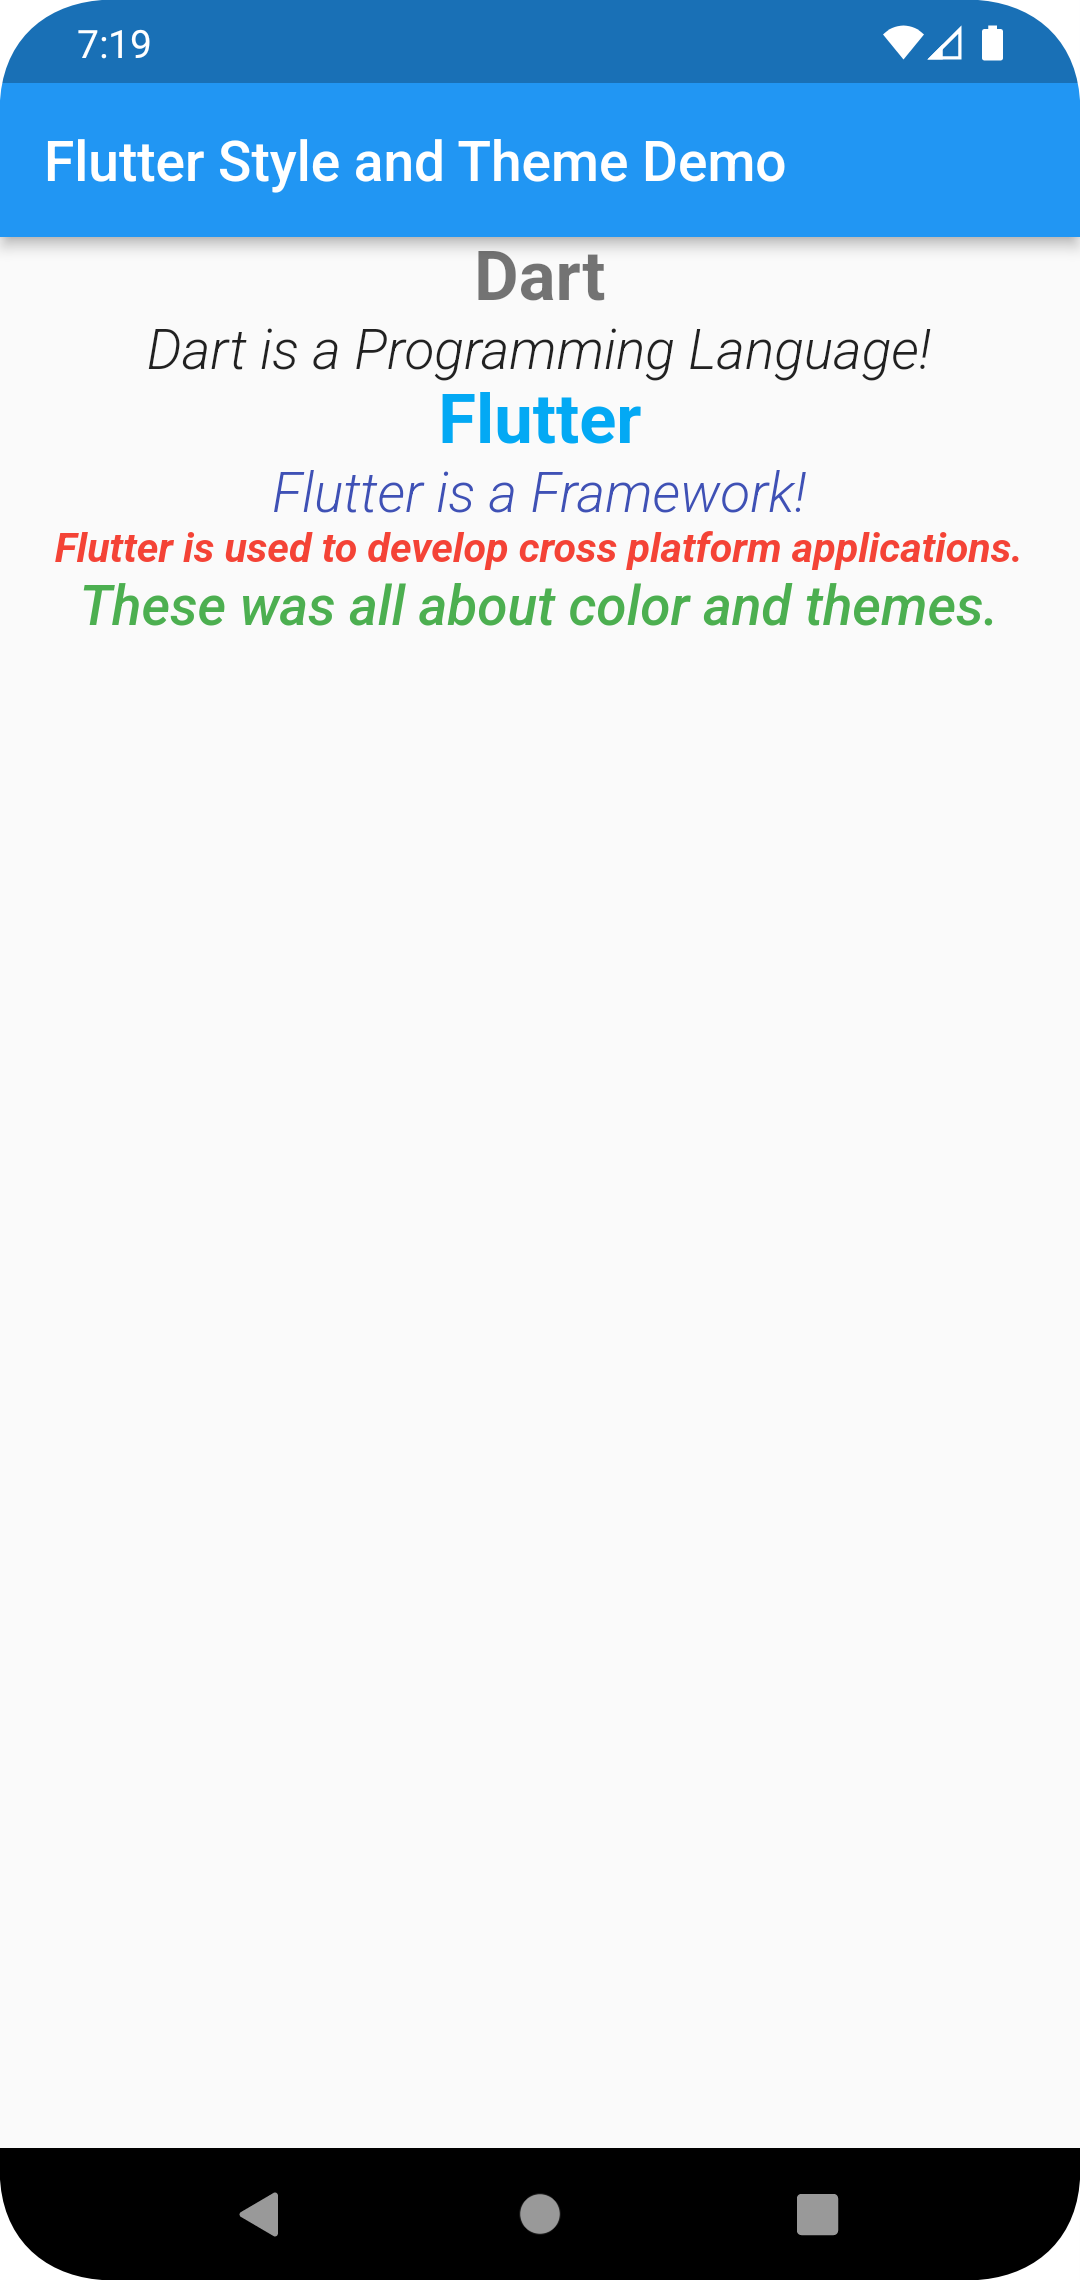 7:19
Flutter Style and Theme Demo
Dart
Dart is a Programming Language!
Flutter
Flutter is a Framework!
Flutter is used to develop cross platform applications.
These was all about color and themes.